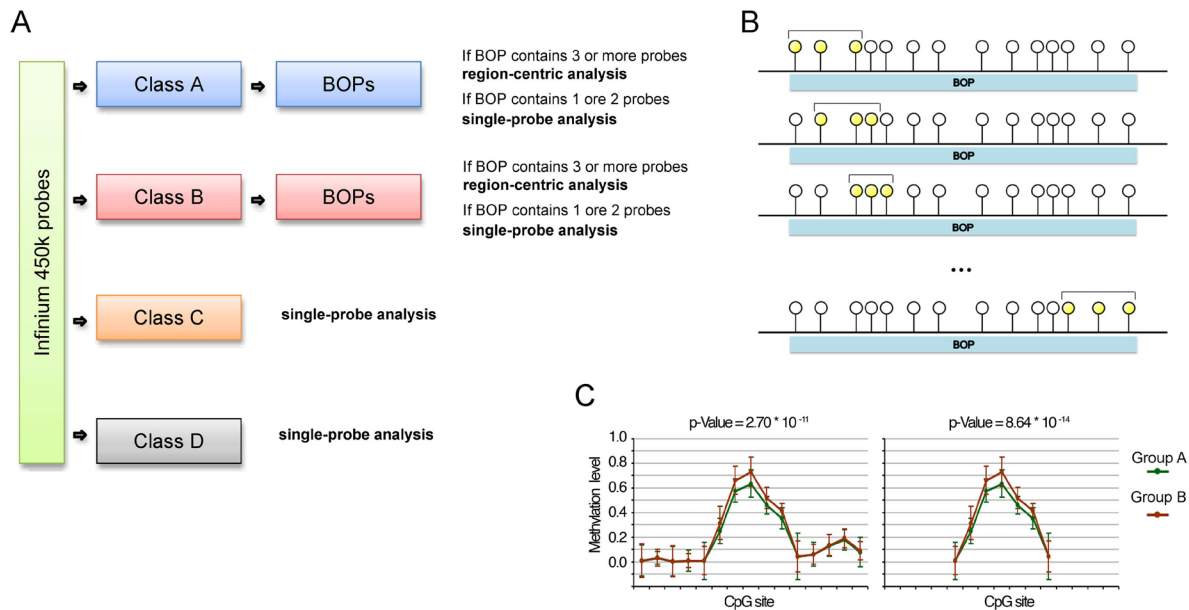 A
Infinium 450k probes
Class A
BOPs
If BOP contains 3 or more probes
region-centric analysis
If BOP contains 1 ore 2 probes
single-probe analysis
Class B
BOPs
If BOP contains 3 or more probes
region-centric analysis
If BOP contains 1 ore 2 probes
single-probe analysis
Class C
single-probe analysis
Class D
single-probe analysis
B
BOP
BOP
BOP
...
BOP
C
p-Value = 2.70 * 10 -11
p-Value = 8.64 * 10 -14
Methylation level
1.0
0.8
0.6
0.4
0.2
0.0
CpG site
CpG site
Group A
Group B